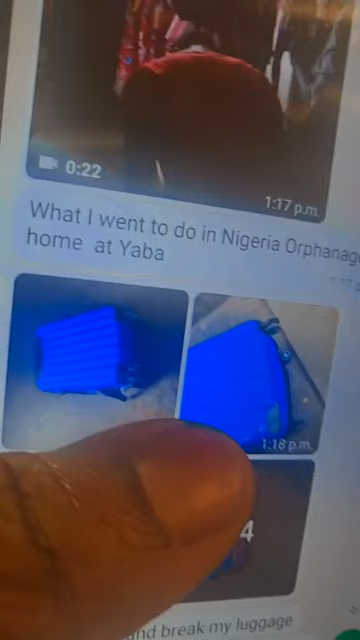 0:22
1:17 p.m.
What I went to do in Nigeria Orphanage
home at Yaba
1:18 p.m.
4
and break my luggage